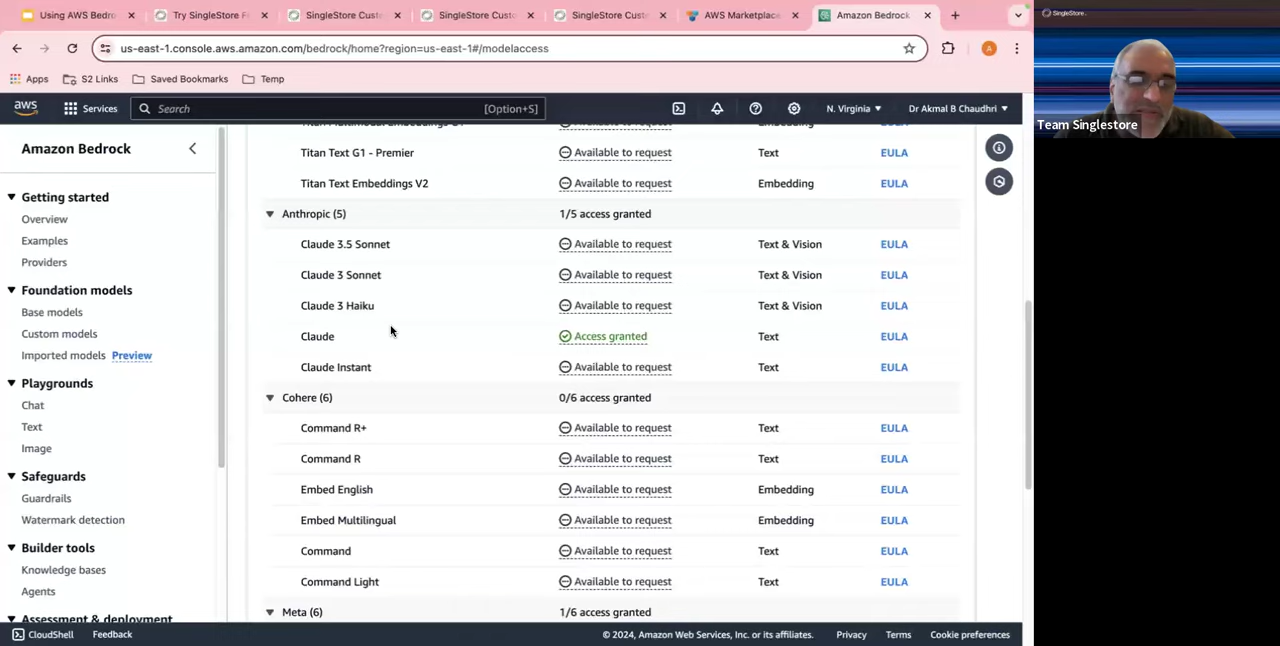 Using AWS Bedro
Try SingleStore F
SingleStore Custo
SingleStore Custo
SingleStore Custo
AWS Marketplace
Amazon Bedrock
us-east-1.console.aws.amazon.com/bedrock/home?region=us-east-1#/modelaccess
A
Apps
S2 Links
Saved Bookmarks
Temp
aws
Services
Search
[Option+S]
N. Virginia
Dr Akmal B Chaudhri
SingleStore
Team Singlestore
Amazon Bedrock
Getting started
Overview
Examples
Providers
Foundation models
Base models
Custom models
Imported models Preview
Playgrounds
Chat
Text
Image
Safeguards
Guardrails
Watermark detection
Builder tools
Knowledge bases
Agents
Assessment & deployment
Titan Text G1 - Premier Available to request Text EULA
Titan Text Embeddings V2 Available to request Embedding EULA
Anthropic (5) 1/5 access granted
Claude 3.5 Sonnet Available to request Text & Vision EULA
Claude 3 Sonnet Available to request Text & Vision EULA
Claude 3 Haiku Available to request Text & Vision EULA
Claude Access granted Text EULA
Claude Instant Available to request Text EULA
Cohere (6) 0/6 access granted
Command R+ Available to request Text EULA
Command R Available to request Text EULA
Embed English Available to request Embedding EULA
Embed Multilingual Available to request Embedding EULA
Command Available to request Text EULA
Command Light Available to request Text EULA
Meta (6) 1/6 access granted
CloudShell
Feedback
© 2024, Amazon Web Services, Inc. or its affiliates.
Privacy
Terms
Cookie preferences